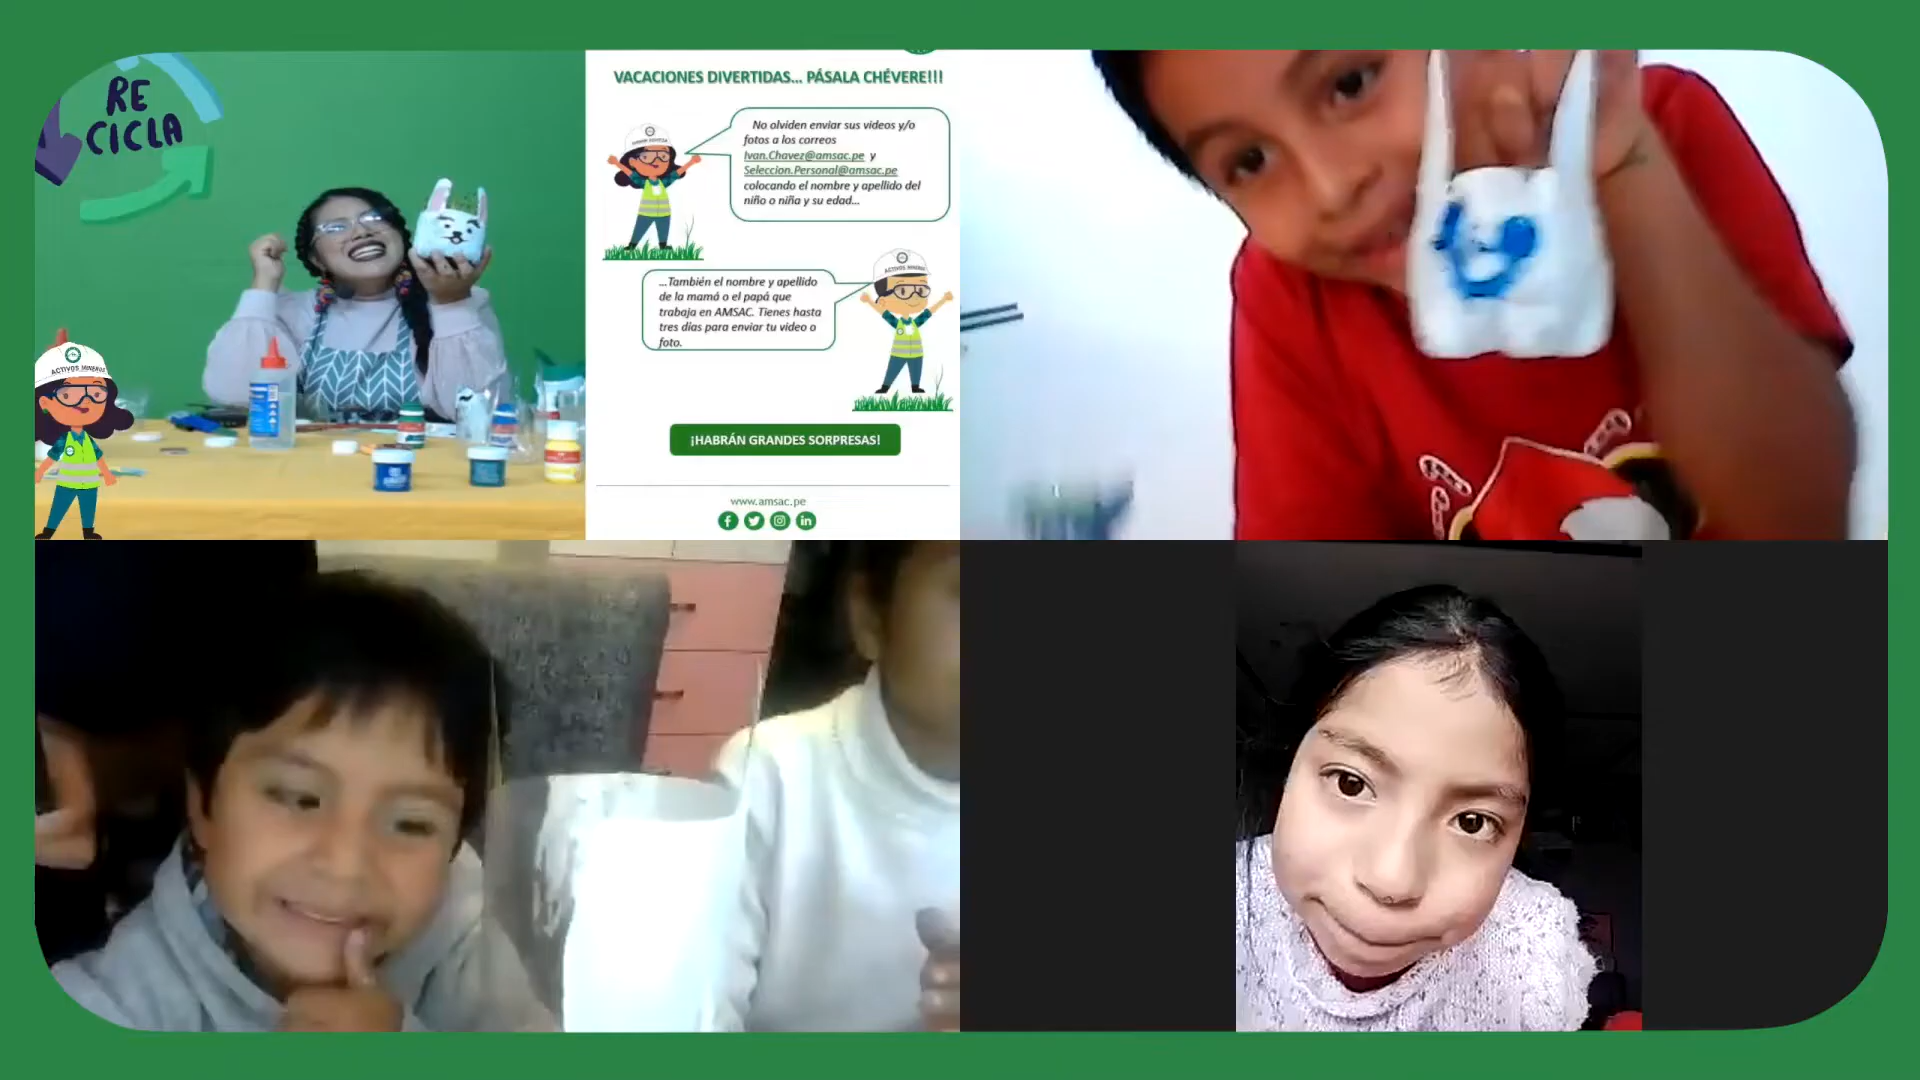 RE
CICLA
ACTIVOS MINEROS
VACACIONES DIVERTIDAS... PÁSALA CHÉVERE!!!
No olviden enviar sus videos y/o
fotos a los correos
Ivan.Chavez@amsac.pe y
Seleccion.Personal@amsac.pe
colocando el nombre y apellido del
niño o niña y su edad...
...También el nombre y apellido
de la mamá o el papá que
trabaja en AMSAC. Tienes hasta
tres días para enviar tu video o
foto.
¡HABRÁN GRANDES SORPRESAS!
www.amsac.pe